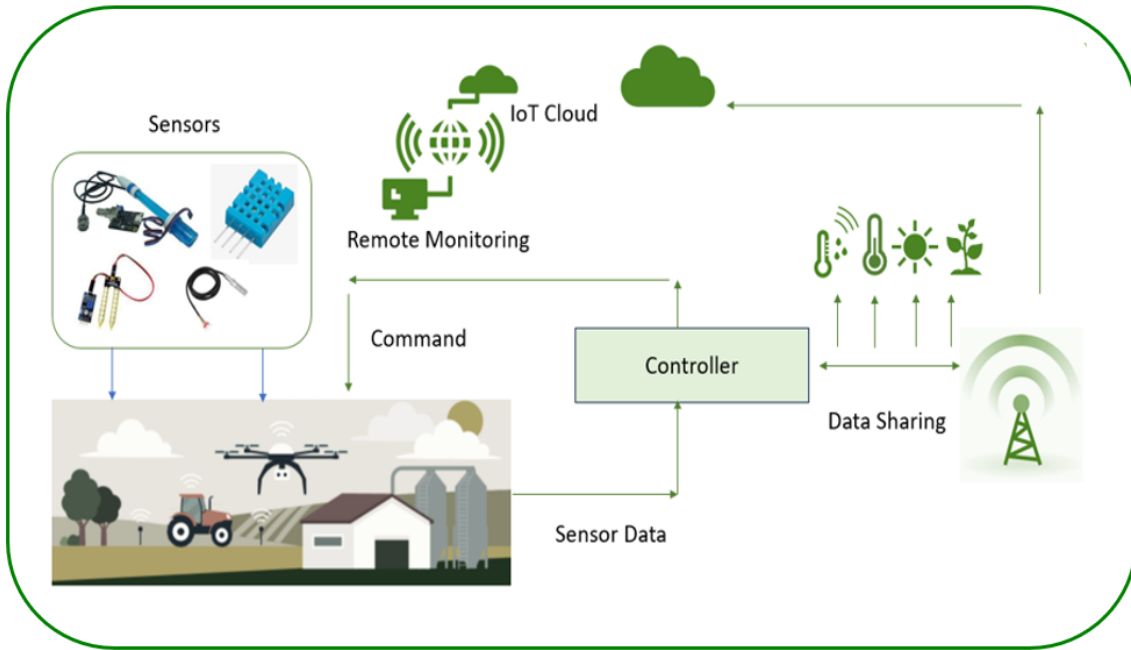 IoT Cloud
Sensors
Remote Monitoring
Command
Controller
Data Sharing
Sensor Data